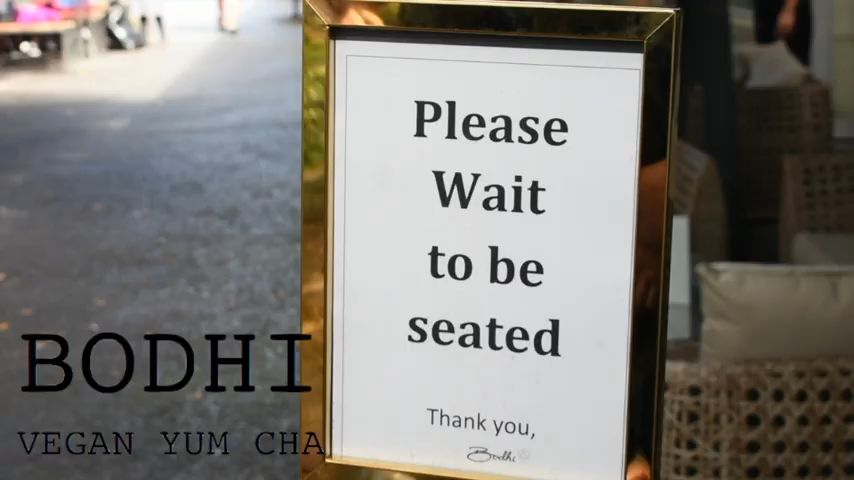 Please
Wait
to be
seated
Thank you,
Bodhi
BODHI
VEGAN YUM CHA